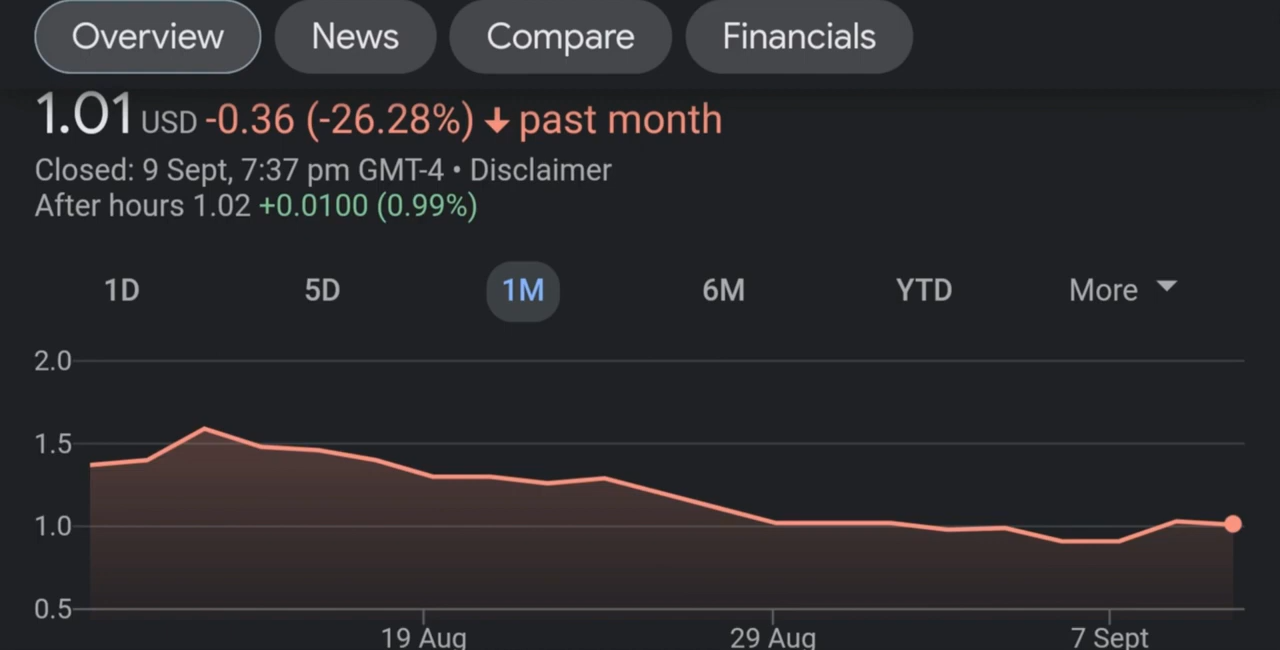 Overview News Compare Financials
1.01 USD -0.36 (-26.28%) ↓ past month
Closed: 9 Sept, 7:37 pm GMT-4 • Disclaimer
After hours 1.02 +0.0100 (0.99%)
1D 5D 1M 6M YTD More
2.0
1.5
1.0
0.5
19 Aug 29 Aug 7 Sept